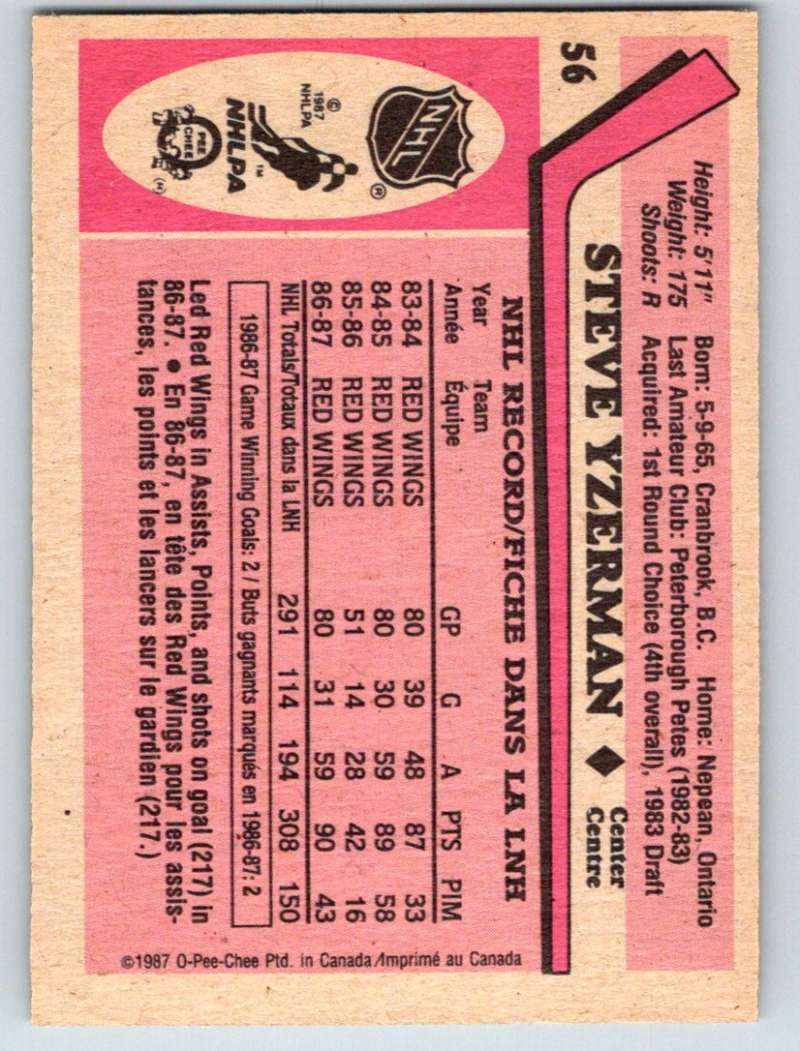 56
Height: 5'11" Born: 5-9-65, Cranbrook, B.C. Home: Nepean, Ontario
Weight: 175 Last Amateur Club: Peterborough Petes (1982-83)
Shoots: R Acquired: 1st Round Choice (4th overall), 1983 Draft
STEVE YZERMAN ◆ Center
Centre
NHL
®
© 1987 NHLPA
NHLPA
™
O PEE CHEE
NHL RECORD/FICHE DANS LA LNH
Year Team
Année Équipe GP G A PTS PIM
83-84 RED WINGS 80 39 48 87 33
84-85 RED WINGS 80 30 59 89 58
85-86 RED WINGS 51 14 28 42 16
86-87 RED WINGS 80 31 59 90 43
NHL Totals/Totaux dans la LNH 291 114 194 308 150
1986-87 Game Winning Goals: 2 / Buts gagnants marqués en 1986-87: 2
Led Red Wings in Assists, Points, and shots on goal (217) in
86-87. ● En 86-87, en tête des Red Wings pour les assis-
tances, les points et les lancers sur le gardien (217.)
©1987 O-Pee-Chee Ptd. in Canada/Imprimé au Canada